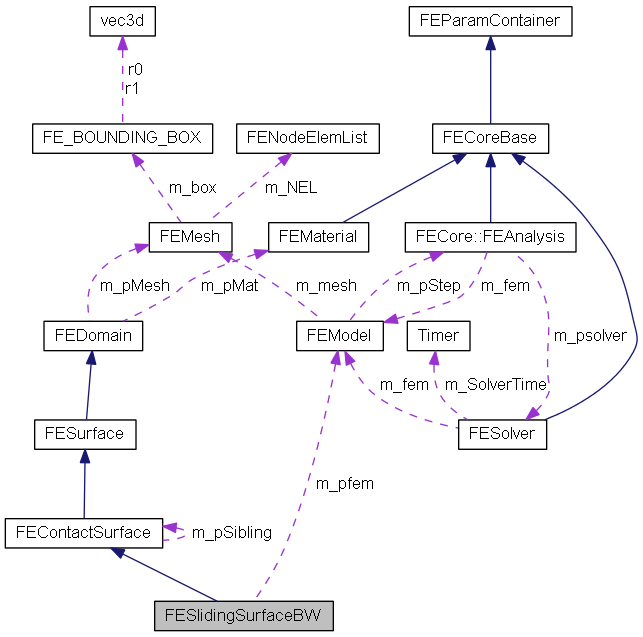 vec3d
FEParamContainer
r0
r1
FE_BOUNDING_BOX
FENodeElemList
FECoreBase
m_box
m_NEL
FEMesh
FEMaterial
FECore::FEAnalysis
m_pMesh
m_pMat
m_mesh
m_pStep
m_fem
m_psolver
FEDomain
FEModel
Timer
m_fem
m_SolverTime
FESurface
FESolver
m_pfem
FEContactSurface
m_pSibling
FESlidingSurfaceBW